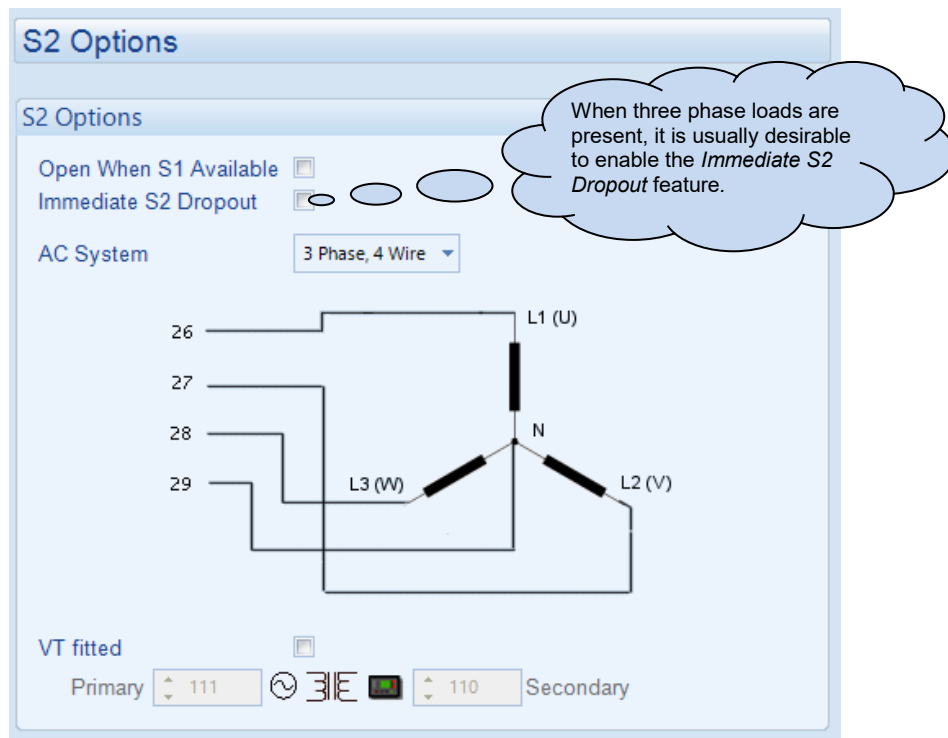 S2 Options
S2 Options
When three phase loads are
present, it is usually desirable
to enable the Immediate S2
Dropout feature.
Open When S1 Available
Immediate S2 Dropout
AC System
3 Phase, 4 Wire
L1 (U)
26
27
28
N
29
L3 (W)
L2 (V)
VT fitted
Primary 111 110 Secondary